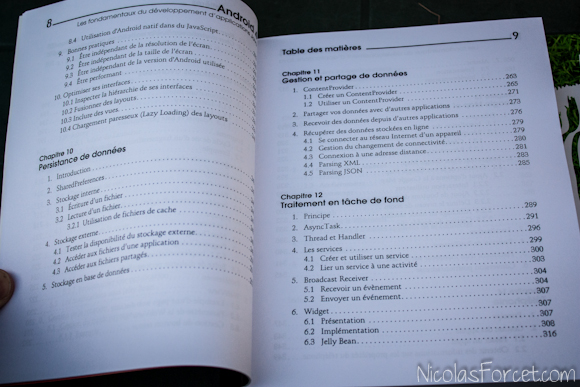 8 Les fondamentaux du développement d'applications Android
8.4 Utilisation d'Android natif dans du JavaScript
9. Bonnes pratiques
9.1 Être indépendant de la résolution de l'écran
9.2 Être indépendant de la taille de l'écran
9.3 Être indépendant de la version d'Android utilisée
9.4 Être performant
10. Optimiser ses interfaces
10.1 Inspecter la hiérarchie de ses interfaces
10.2 Fusionner des layouts
10.3 Inclure des vues
10.4 Chargement paresseux (Lazy Loading) des layouts
Chapitre 10
Persistance de données
1. Introduction
2. SharedPreferences
3. Stockage interne
3.1 Écriture d'un fichier
3.2 Lecture d'un fichier
3.2.1 Utilisation de fichiers de cache
4. Stockage externe
4.1 Tester la disponibilité du stockage externe
4.2 Accéder aux fichiers d'une application
4.3 Accéder aux fichiers partagés
5. Stockage en base de données
Table des matières 9
Chapitre 11
Gestion et partage de données
1. ContentProvider 265
1.1 Créer un ContentProvider 265
1.2 Utiliser un ContentProvider 271
2. Partager vos données avec d'autres applications 273
3. Recevoir des données depuis d'autres applications 276
4. Récupérer des données stockées en ligne 279
4.1 Se connecter au réseau Internet d'un appareil 279
4.2 Gestion du changement de connectivité 280
4.3 Connexion à une adresse distante 281
4.4 Parsing XML 283
4.5 Parsing JSON 285
Chapitre 12
Traitement en tâche de fond
1. Principe 289
2. AsyncTask 291
3. Thread et Handler 296
4. Les services 299
4.1 Créer et utiliser un service 300
4.2 Lier un service à une activité 303
5. Broadcast Receiver 304
5.1 Recevoir un évènement 304
5.2 Envoyer un évènement 307
6. Widget 307
6.1 Présentation 307
6.2 Implémentation 308
6.3 Jelly Bean 316
NicolasForcet.com